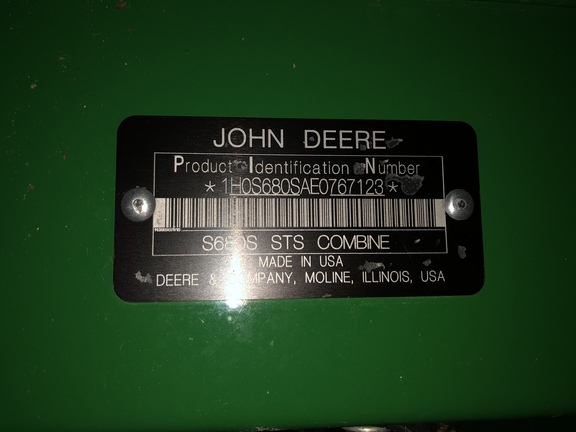 JOHN DEERE
Product Identification Number
*1H0S680SAE0767123*
S680S STS COMBINE
MADE IN USA
DEERE & COMPANY, MOLINE, ILLINOIS, USA